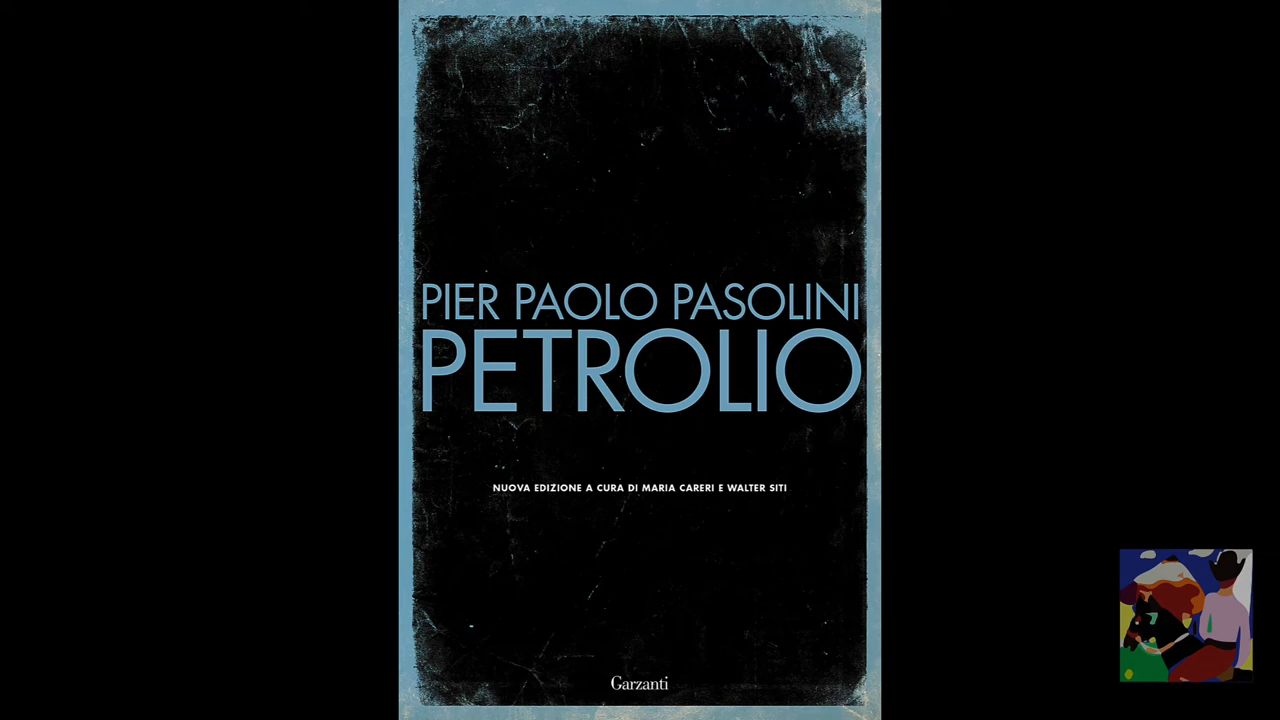 PIER PAOLO PASOLINI
PETROLIO
NUOVA EDIZIONE A CURA DI MARIA CARERI E WALTER SITI
Garzanti